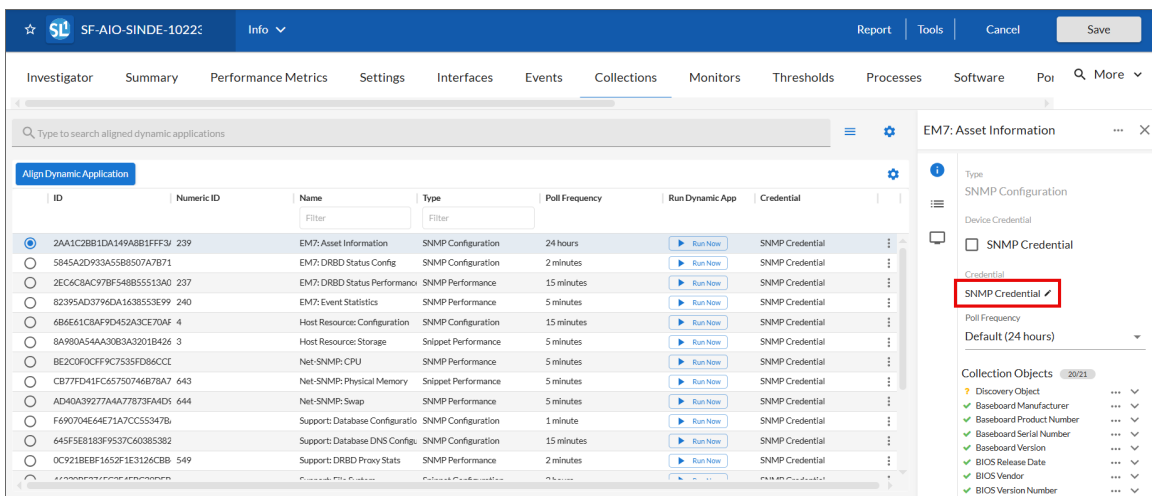 SL1 SF-AIO-SINDE-10223 Info Report Tools Cancel Save
Investigator Summary Performance Metrics Settings Interfaces Events Collections Monitors Thresholds Processes Software Por More
Type to search aligned dynamic applications
Align Dynamic Application
ID Numeric ID Name Type Poll Frequency Run Dynamic App Credential
Filter Filter
2AA1C2BB1DA149A8B1FFF3/ 239 EM7: Asset Information SNMP Configuration 24 hours Run Now SNMP Credential
5845A2D933A55B8507A7B71 EM7: DRBD Status Config SNMP Configuration 2 minutes Run Now SNMP Credential
2EC6C8AC97BF548B55513A0 237 EM7: DRBD Status Performanc SNMP Performance 15 minutes Run Now SNMP Credential
82395AD3796DA1638553E99 240 EM7: Event Statistics SNMP Performance 5 minutes Run Now SNMP Credential
6B6E61C8AF9D452A3CE70AF 4 Host Resource: Configuration SNMP Configuration 15 minutes Run Now SNMP Credential
8A980A54AA30B3A3201B426 3 Host Resource: Storage Snippet Performance 5 minutes Run Now SNMP Credential
BE2C0F0CFF9C7535FD86CCE Net-SNMP: CPU SNMP Performance 5 minutes Run Now SNMP Credential
CB77FD41FC65750746B78A7 643 Net-SNMP: Physical Memory Snippet Performance 5 minutes Run Now SNMP Credential
AD40A39277A4A77873FA4D9 644 Net-SNMP: Swap SNMP Performance 5 minutes Run Now SNMP Credential
F690704E64E71A7CC55347B Support: Database Configuratio SNMP Configuration 1 minute Run Now SNMP Credential
645F5E8183F9537C60385382 Support: Database DNS Configu SNMP Configuration 15 minutes Run Now SNMP Credential
0C921BEBF1652F1E3126CBB 549 Support: DRBD Proxy Stats SNMP Performance 2 minutes Run Now SNMP Credential
EM7: Asset Information
Type
SNMP Configuration
Device Credential
SNMP Credential
Credential
SNMP Credential
Poll Frequency
Default (24 hours)
Collection Objects 20/21
Discovery Object
Baseboard Manufacturer
Baseboard Product Number
Baseboard Serial Number
Baseboard Version
BIOS Release Date
BIOS Vendor
BIOS Version Number